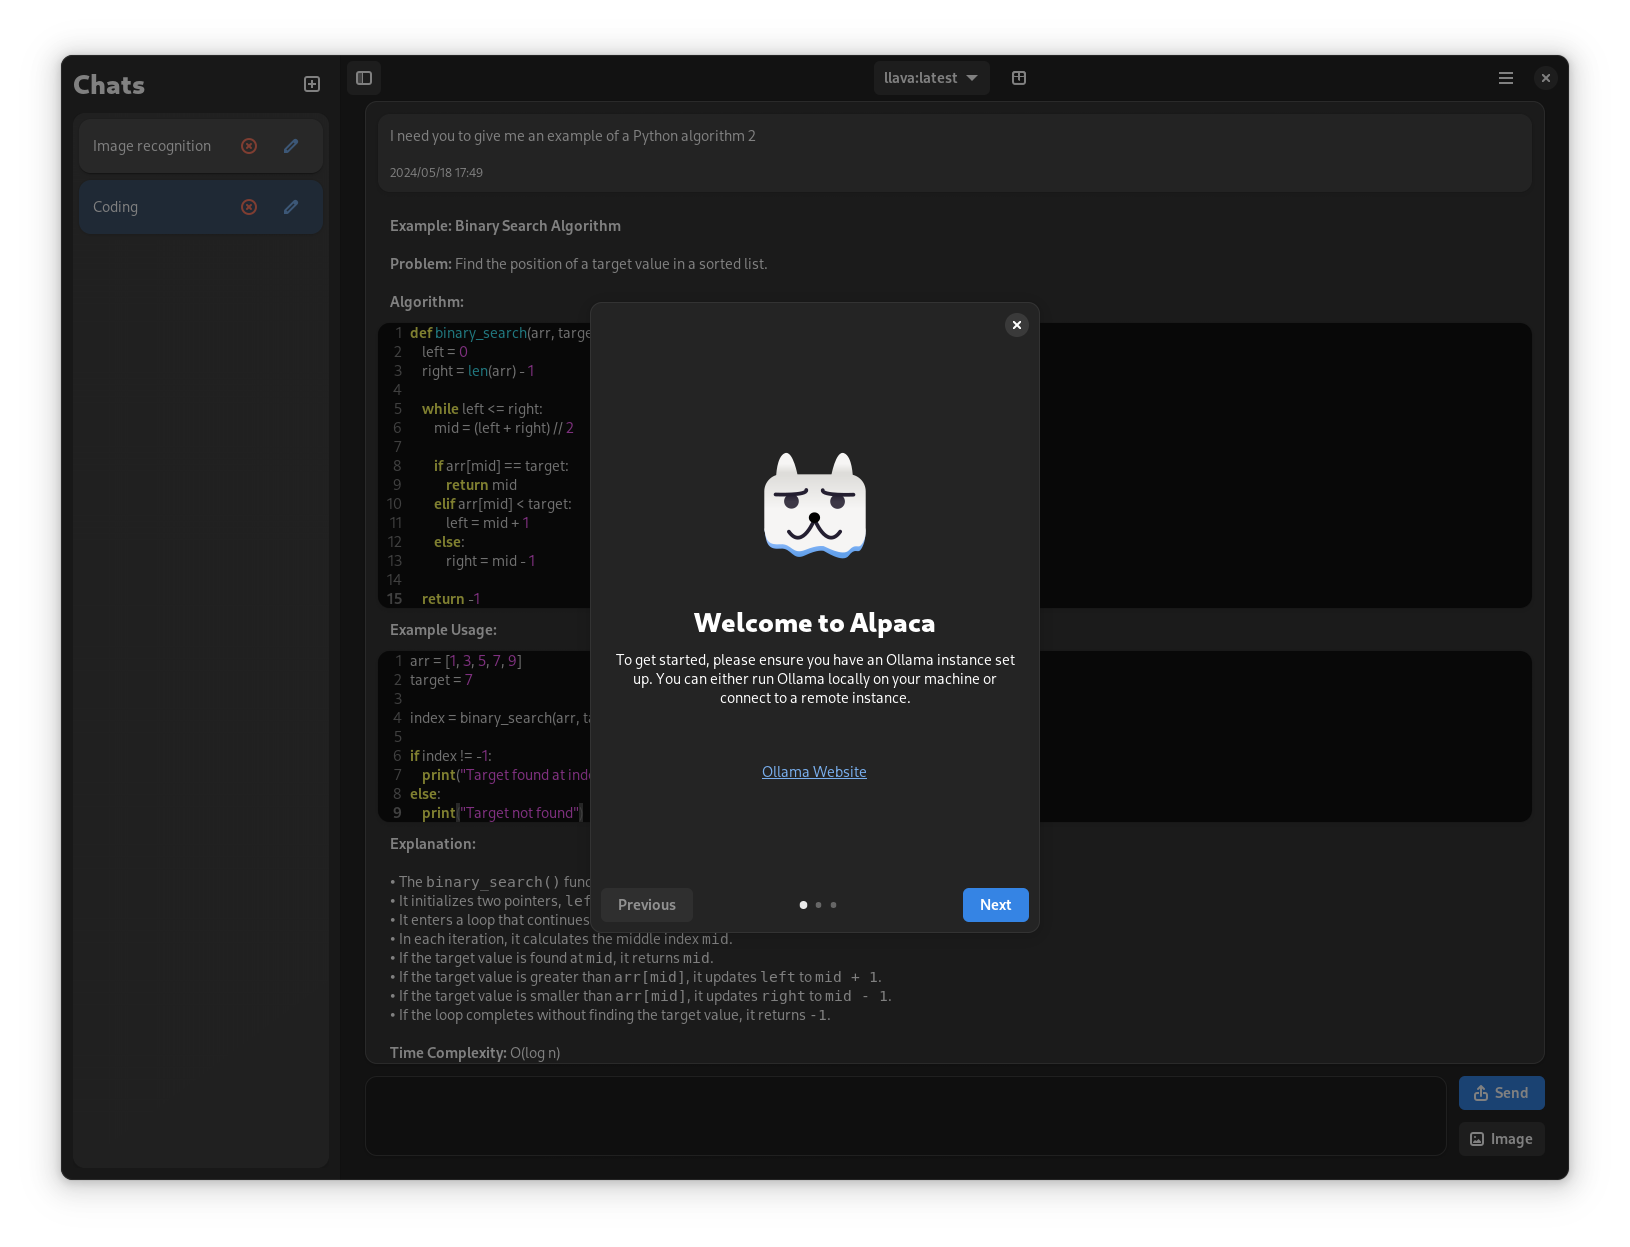 Chats
Image recognition
Coding
llava:latest
I need you to give me an example of a Python algorithm 2
2024/05/18 17:49
Example: Binary Search Algorithm
Problem: Find the position of a target value in a sorted list.
Algorithm:
1 def binary_search(arr, targe
2 left = 0
3 right = len(arr) - 1
4
5 while left <= right:
6 mid = (left + right) // 2
7
8 if arr[mid] == target:
9 return mid
10 elif arr[mid] < target:
11 left = mid + 1
12 else:
13 right = mid - 1
14
15 return -1
Example Usage:
1 arr = [1, 3, 5, 7, 9]
2 target = 7
3
4 index = binary_search(arr, ta
5
6 if index != -1:
7 print("Target found at inde
8 else:
9 print("Target not found")
Explanation:
• The binary_search() func
• It initializes two pointers, lef
• It enters a loop that continues
• In each iteration, it calculates the middle index mid.
• If the target value is found at mid, it returns mid.
• If the target value is greater than arr[mid], it updates left to mid + 1.
• If the target value is smaller than arr[mid], it updates right to mid - 1.
• If the loop completes without finding the target value, it returns -1.
Time Complexity: O(log n)
Send
Image
Welcome to Alpaca
To get started, please ensure you have an Ollama instance set
up. You can either run Ollama locally on your machine or
connect to a remote instance.
Ollama Website
Previous
Next